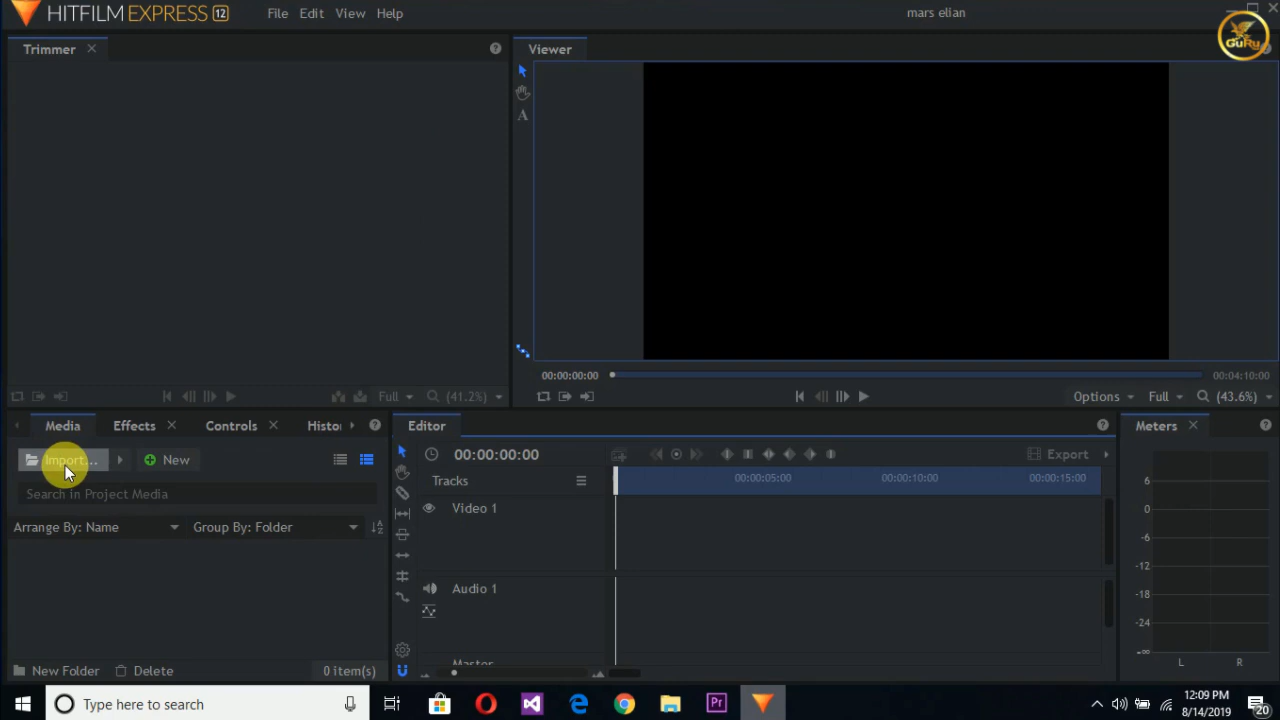 HITFILM EXPRESS 12 File Edit View Help mars elian
GuRu
Trimmer
Viewer
A
00:00:00:00 00:04:10:00
Full (41.2%)
Options Full (43.6%)
Media Effects Controls Histo
Editor
Meters
Import... New
00:00:00:00
Export
Search in Project Media
Tracks
00:00:05:00 00:00:10:00 00:00:15:00
Arrange By: Name Group By: Folder
Video 1
Audio 1
6
0
-6
-12
-18
-24
-∞
L R
New Folder Delete 0 item(s)
Master
Type here to search
Pr
12:09 PM
8/14/2019
20